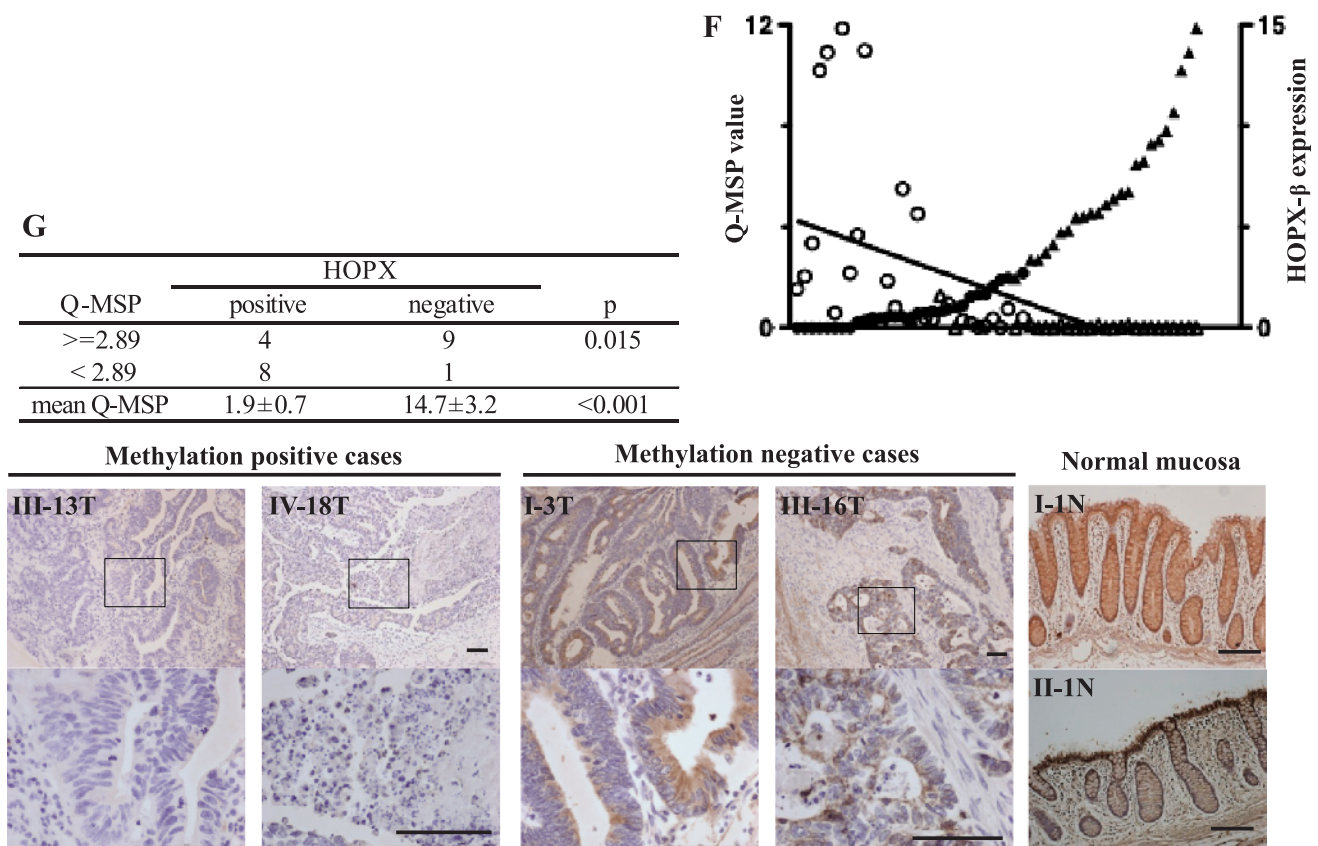 F
12
15
Q-MSP value
HOPX-β expression
0
0
G
HOPX
Q-MSP positive negative p
>=2.89 4 9 0.015
< 2.89 8 1
mean Q-MSP 1.9±0.7 14.7±3.2 <0.001
Methylation positive cases
Methylation negative cases
Normal mucosa
III-13T
IV-18T
I-3T
III-16T
I-1N
II-1N